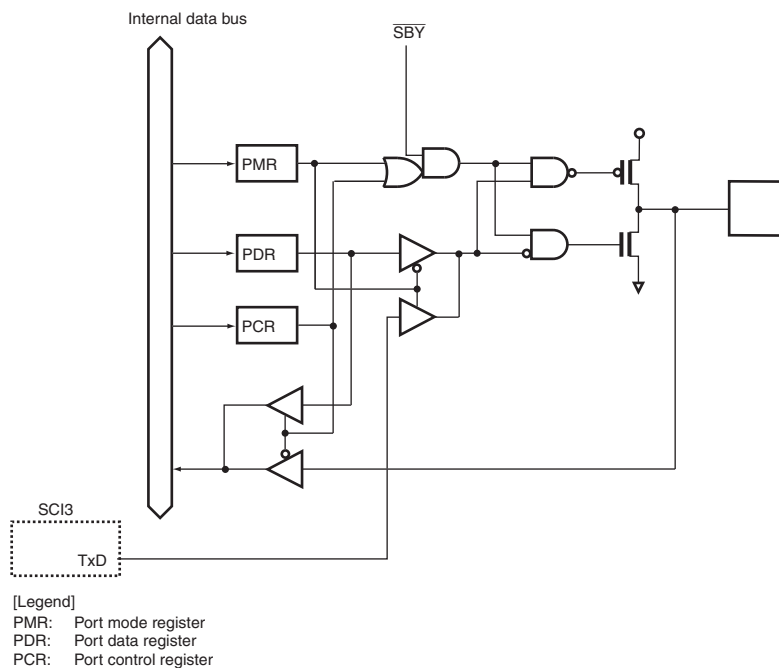 Internal data bus
S̅B̅Y̅
PMR
PDR
PCR
SCI3
TxD
[Legend]
PMR: Port mode register
PDR: Port data register
PCR: Port control register